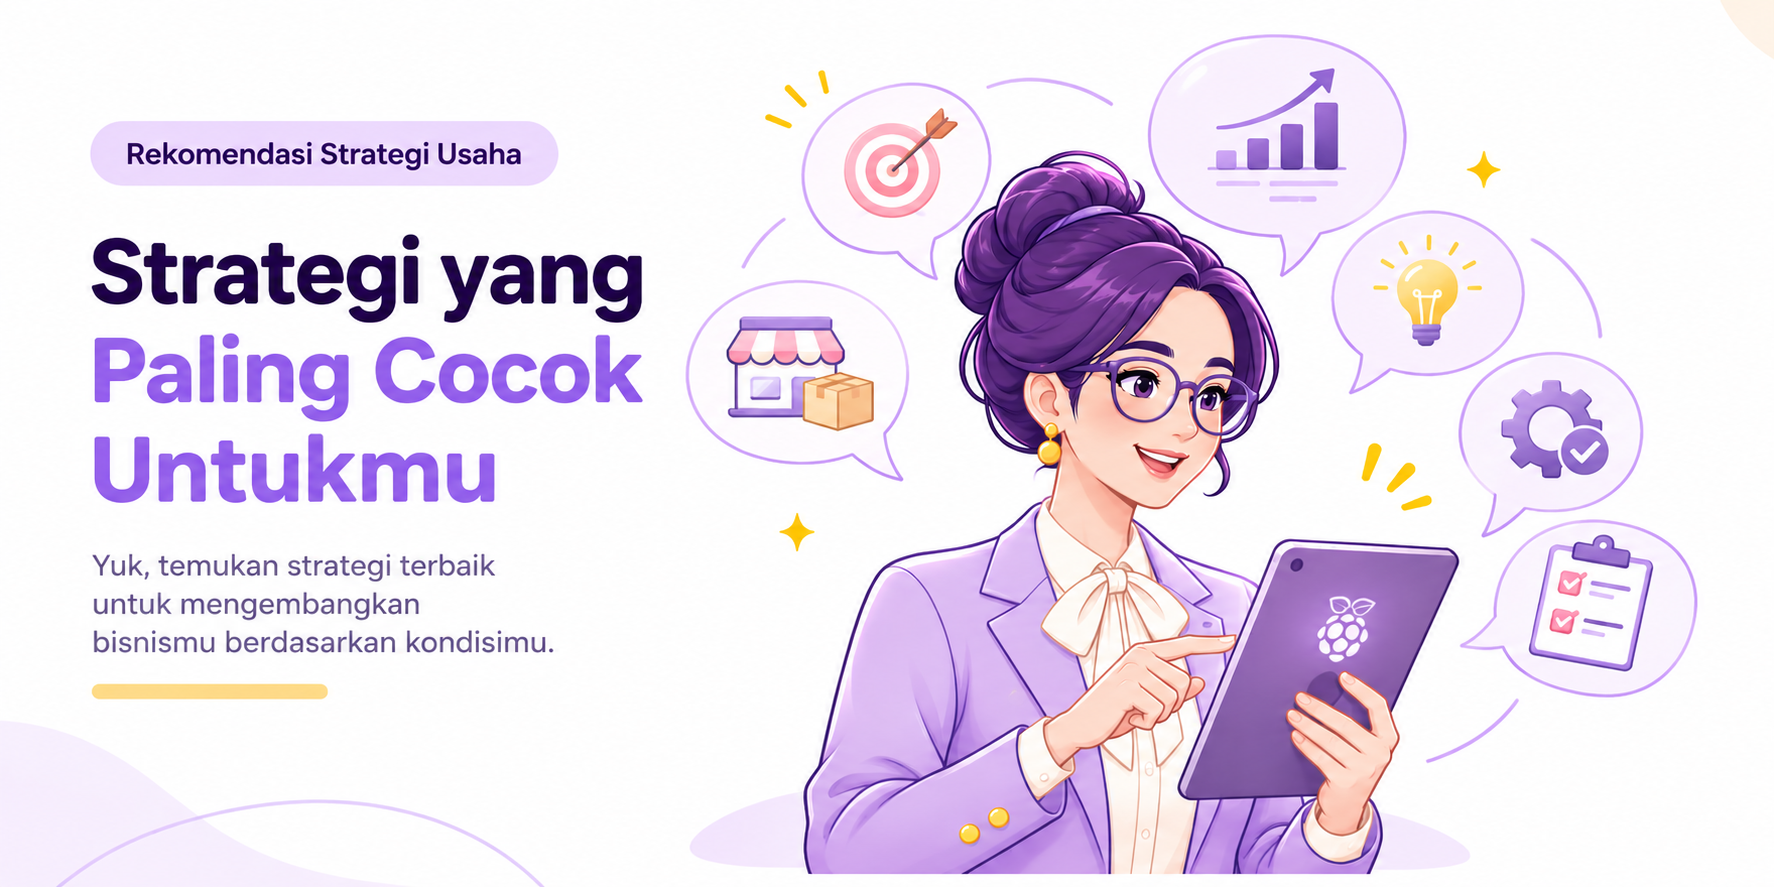 Rekomendasi Strategi Usaha
Strategi yang
Paling Cocok
Untukmu
Yuk, temukan strategi terbaik
untuk mengembangkan
bisnismu berdasarkan kondisimu.